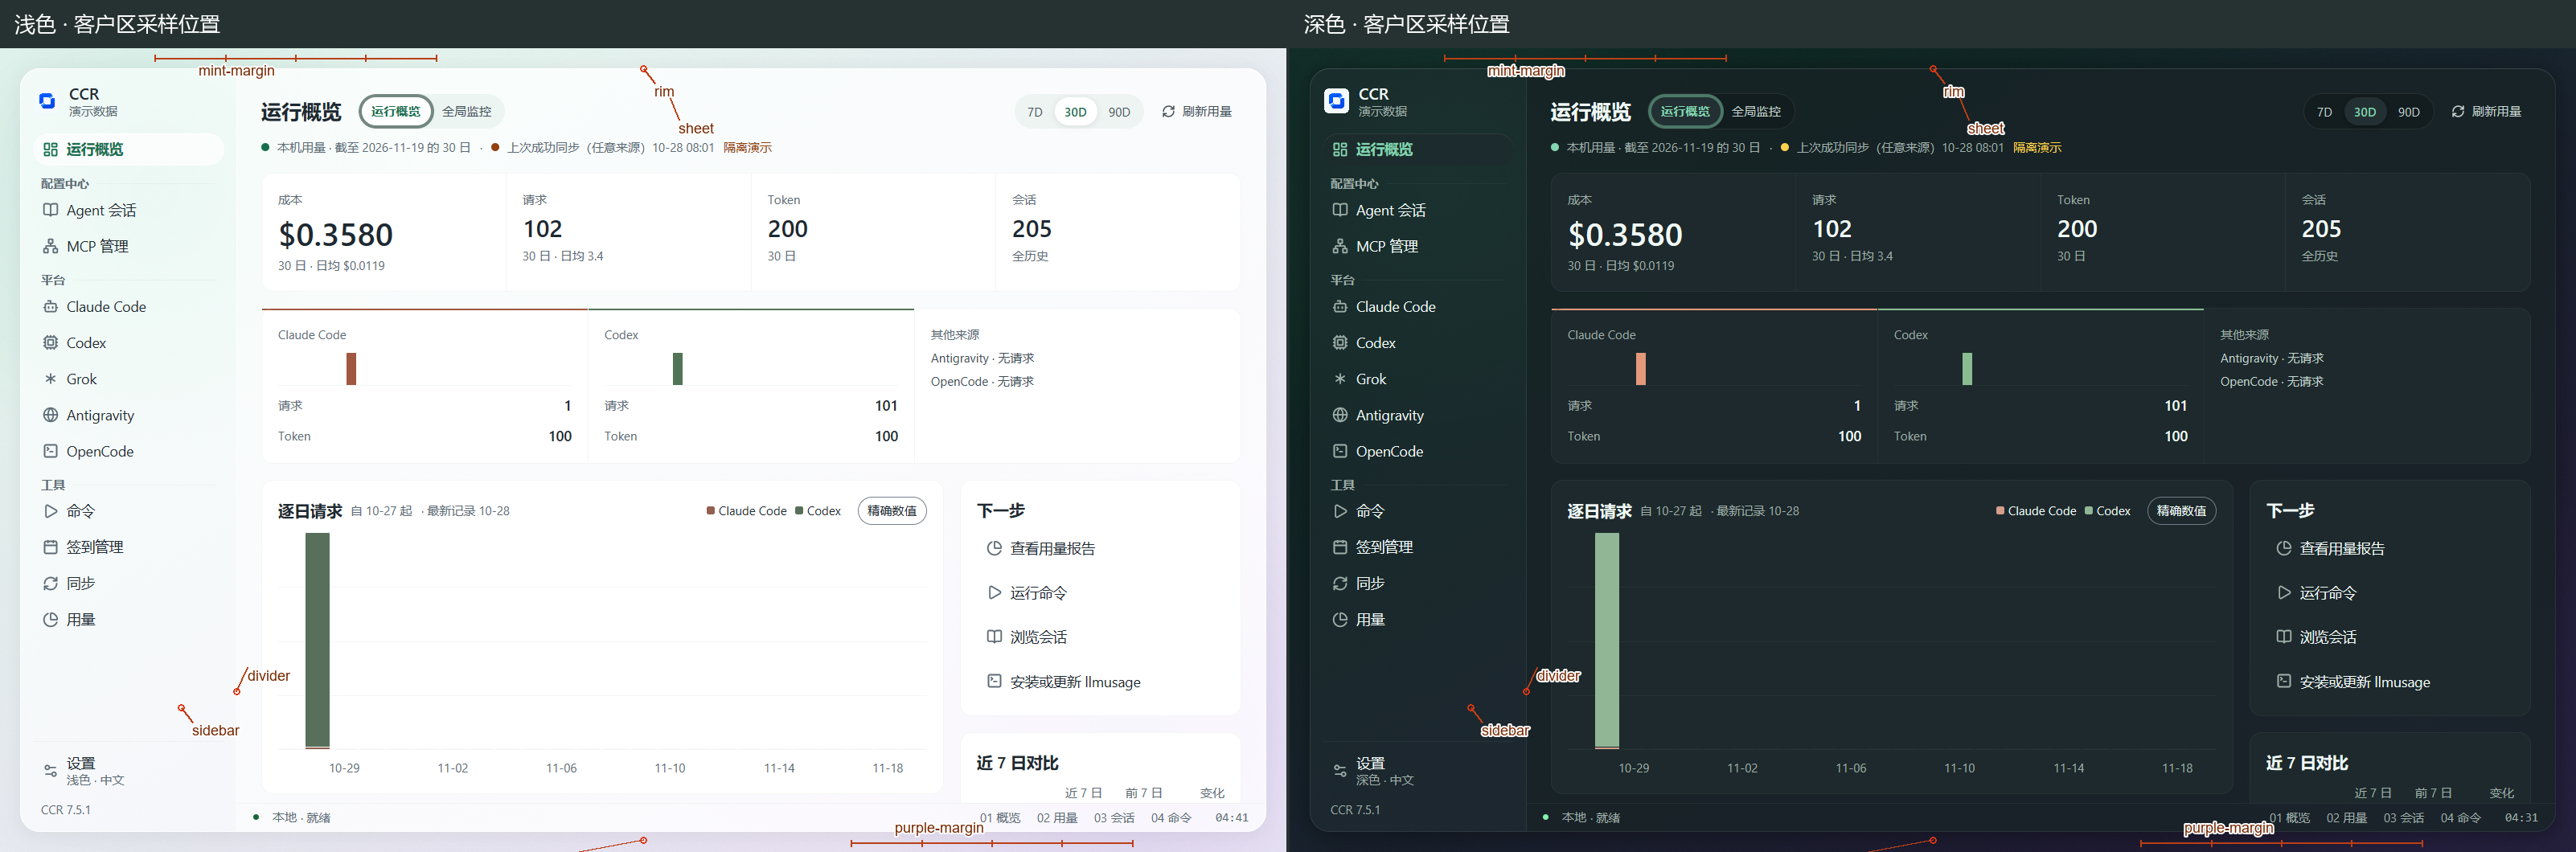 浅色 · 客户区采样位置
mint-margin
rim
sheet
CCR
演示数据
运行概览
运行概览
全局监控
7D
30D
90D
刷新用量
本机用量 · 截至 2026-11-19 的 30 日 · 上次成功同步（任意来源）10-28 08:01 隔离演示
运行概览
配置中心
Agent 会话
MCP 管理
平台
Claude Code
Codex
Grok
Antigravity
OpenCode
工具
命令
签到管理
同步
用量
divider
sidebar
设置
浅色 · 中文
CCR 7.5.1
成本
$0.3580
30 日 · 日均 $0.0119
请求
102
30 日 · 日均 3.4
Token
200
30 日
会话
205
全历史
Claude Code
请求 1
Token 100
Codex
请求 101
Token 100
其他来源
Antigravity · 无请求
OpenCode · 无请求
逐日请求 自 10-27 起 · 最新记录 10-28
Claude Code Codex
精确数值
10-29 11-02 11-06 11-10 11-14 11-18
下一步
查看用量报告
运行命令
浏览会话
安装或更新 llmusage
近 7 日对比
近 7 日 前 7 日 变化
本地 · 就绪
01 概览 02 用量 03 会话 04 命令 04:41
purple-margin
深色 · 客户区采样位置
mint-margin
rim
sheet
CCR
演示数据
运行概览
运行概览
全局监控
7D
30D
90D
刷新用量
本机用量 · 截至 2026-11-19 的 30 日 · 上次成功同步（任意来源）10-28 08:01 隔离演示
运行概览
配置中心
Agent 会话
MCP 管理
平台
Claude Code
Codex
Grok
Antigravity
OpenCode
工具
命令
签到管理
同步
用量
divider
sidebar
设置
深色 · 中文
CCR 7.5.1
成本
$0.3580
30 日 · 日均 $0.0119
请求
102
30 日 · 日均 3.4
Token
200
30 日
会话
205
全历史
Claude Code
请求 1
Token 100
Codex
请求 101
Token 100
其他来源
Antigravity · 无请求
OpenCode · 无请求
逐日请求 自 10-27 起 · 最新记录 10-28
Claude Code Codex
精确数值
10-29 11-02 11-06 11-10 11-14 11-18
下一步
查看用量报告
运行命令
浏览会话
安装或更新 llmusage
近 7 日对比
近 7 日 前 7 日 变化
本地 · 就绪
01 概览 02 用量 03 会话 04 命令 04:31
purple-margin